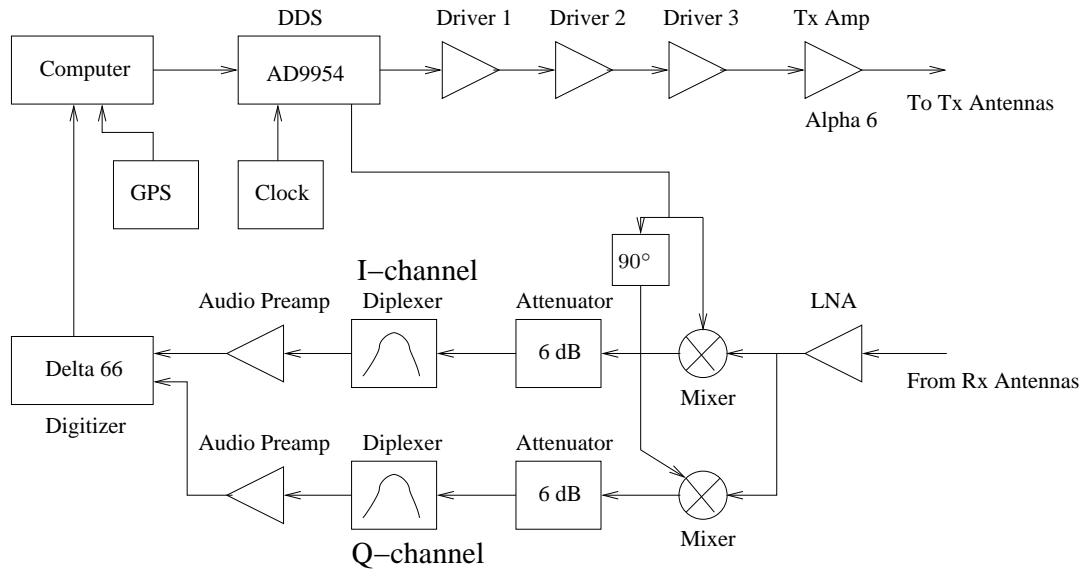 DDS
Driver 1
Driver 2
Driver 3
Tx Amp
Computer
AD9954
To Tx Antennas
Alpha 6
GPS
Clock
90°
I−channel
Audio Preamp
Diplexer
Attenuator
LNA
Delta 66
6 dB
From Rx Antennas
Mixer
Digitizer
Audio Preamp
Diplexer
Attenuator
6 dB
Mixer
Q−channel